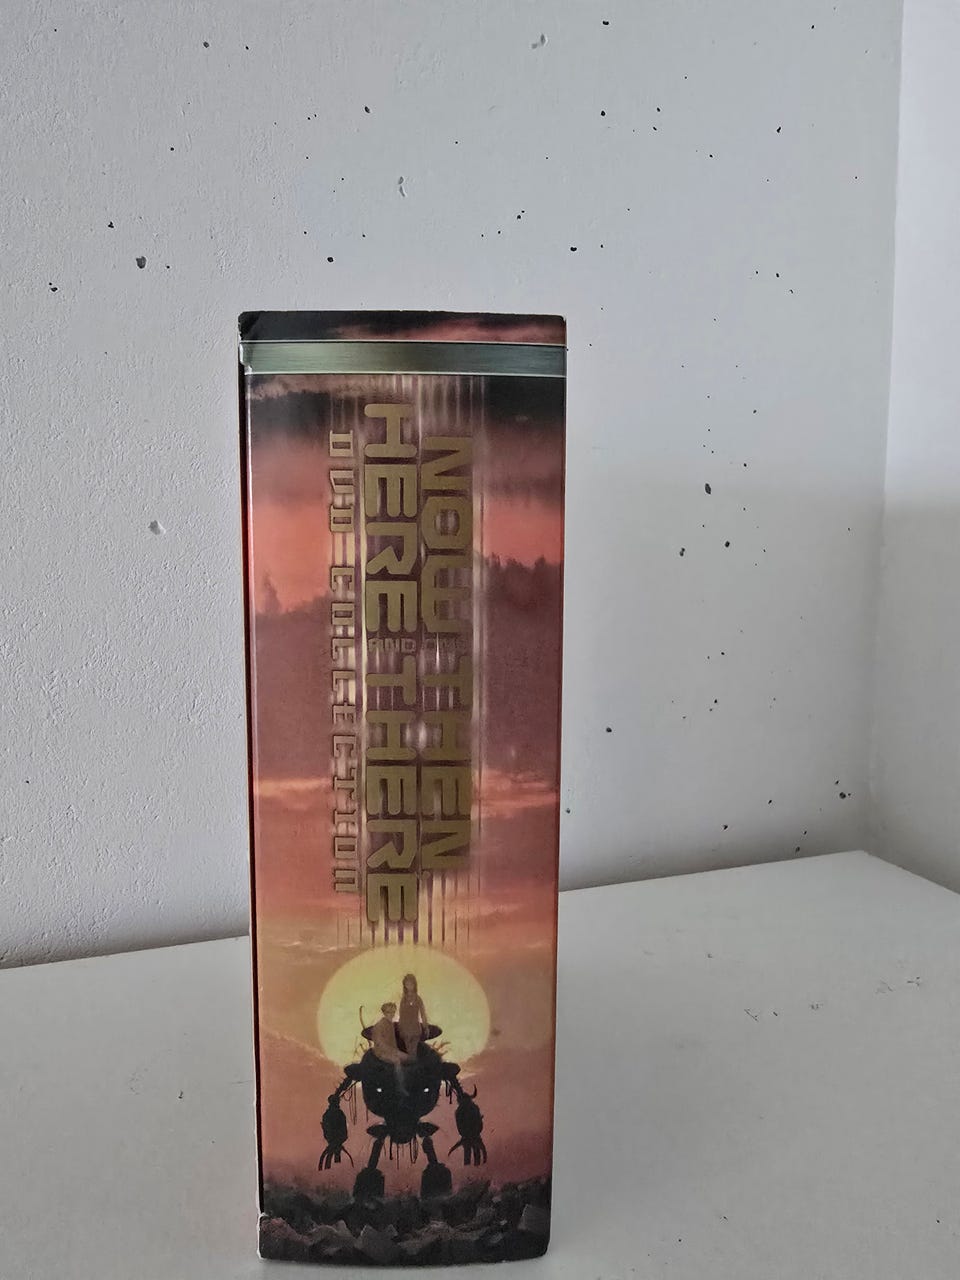 NOW AND THEN,
HERE AND THERE
DVD COLLECTION